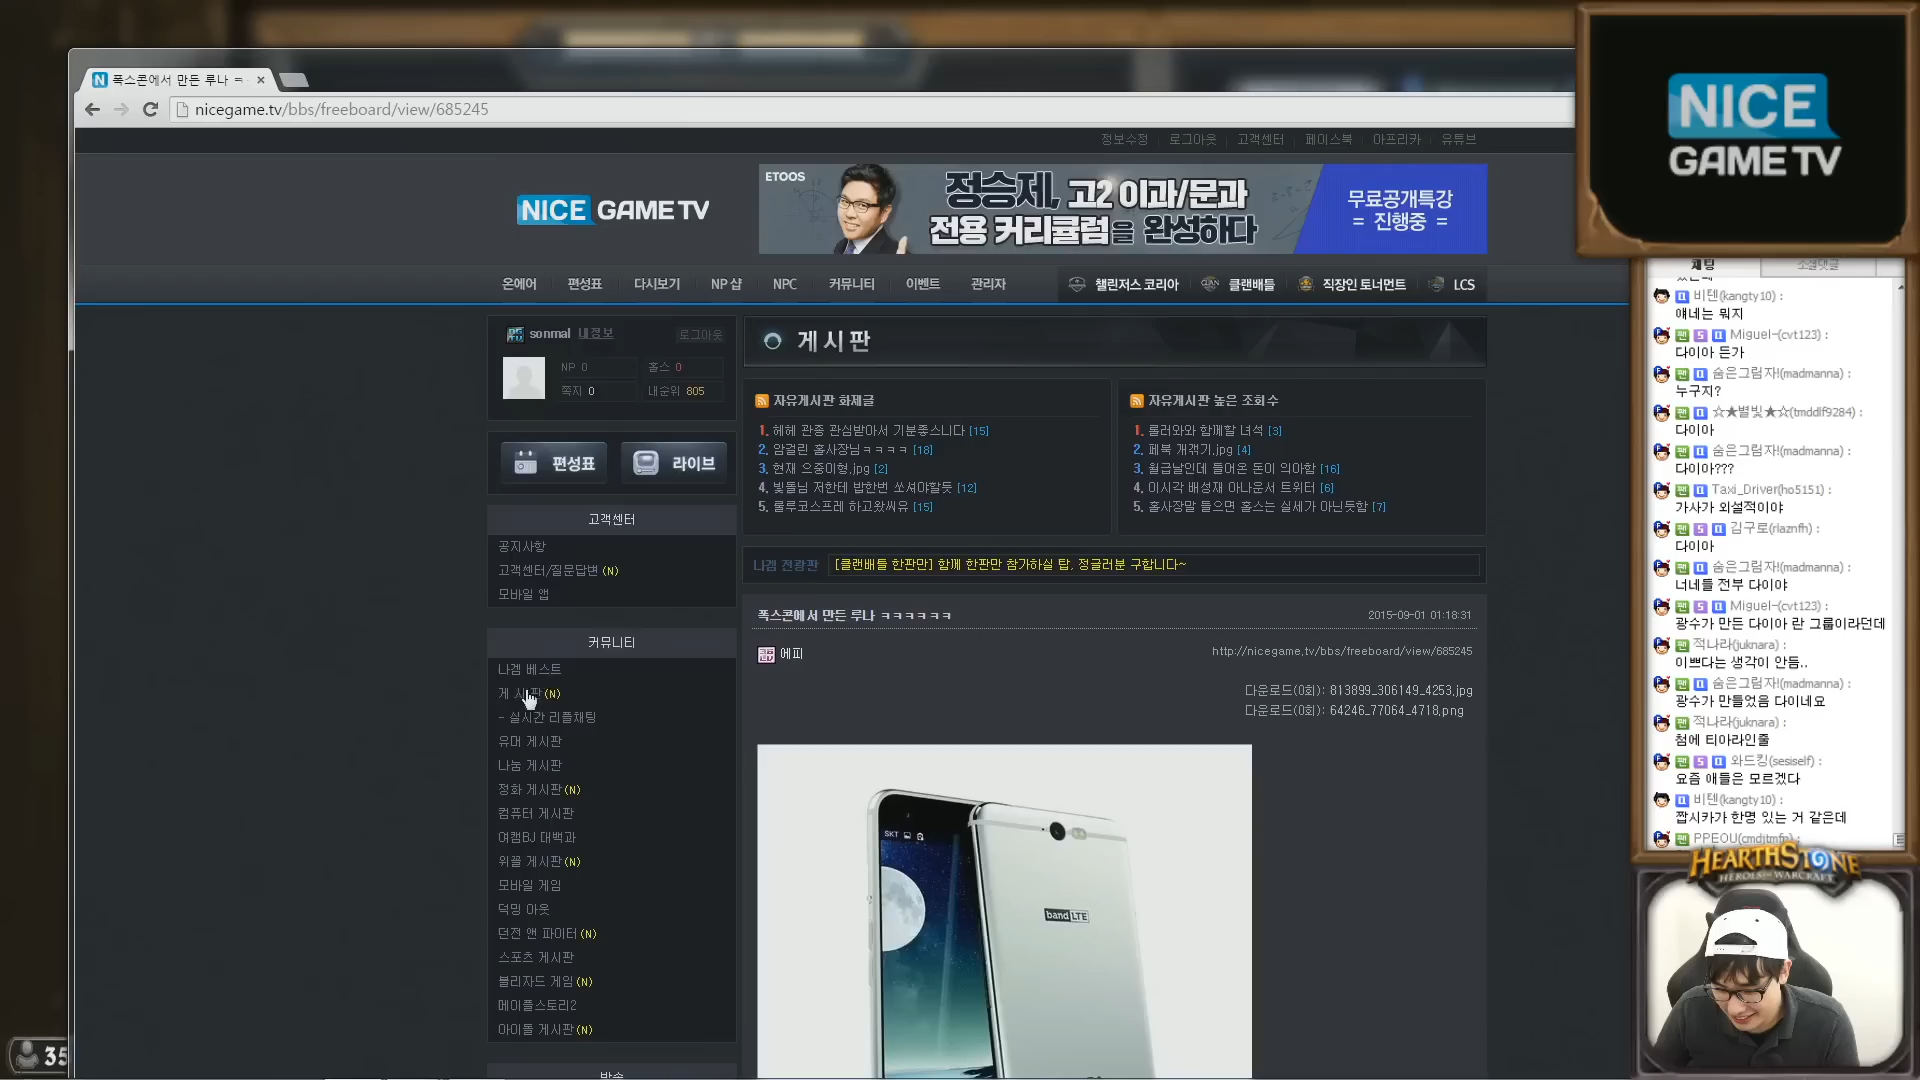 폭스콘에서 만든 루나 ㅋ
nicegame.tv/bbs/freeboard/view/685245
정보수정 로그아웃 고객센터 페이스북 아프리카 유튜브
NICE GAME TV
ETOOS
정승제, 고2 이과/문과
전용 커리큘럼을 완성하다
무료공개특강
= 진행중 =
온에어 편성표 다시보기 NP 샵 NPC 커뮤니티 이벤트 관리자 챌린저스 코리아 클랜배틀 직장인 토너먼트 LCS
sonmal 내정보 로그아웃
NP 0 홀스 0
쪽지 0 내순위 805
편성표 라이브
고객센터
공지사항
고객센터/질문답변 (N)
모바일 앱
커뮤니티
나겜 베스트
게 시판 (N)
- 실시간 리플채팅
유머 게시판
나눔 게시판
정화 게시판 (N)
컴퓨터 게시판
여캠BJ 대백과
위꼴 게시판 (N)
모바일 게임
덕밍 아웃
던전 앤 파이터 (N)
스포츠 게시판
블리자드 게임 (N)
메이플스토리2
아이돌 게시판 (N)
방송
게시판
자유게시판 화제글
1. 헤헤 관종 관심받아서 기분좋스니다 [15]
2. 암걸린 홀사장님ㅋㅋㅋㅋ [18]
3. 현재 으중이형.jpg [2]
4. 빛돌님 저한테 밥한번 쏘셔야할듯 [12]
5. 룰루코스프레 하고왔씨유 [15]
자유게시판 높은 조회수
1. 롤러와와 함께할 녀석 [3]
2. 페북 개겪기.jpg [4]
3. 월급날인데 들어온 돈이 의아함 [16]
4. 이시각 배성재 아나운서 트위터 [6]
5. 홀사장말 들으면 홀스는 실세가 아닌듯함 [7]
나겜 전광판 [클랜배틀 한판만] 함께 한판만 참가하실 탑, 정글러분 구합니다~
폭스콘에서 만든 루나 ㅋㅋㅋㅋㅋㅋ 2015-09-01 01:18:31
에피 http://nicegame.tv/bbs/freeboard/view/685245
다운로드(0회): 813899_306149_4253.jpg
다운로드(0회): 64246_77064_4718.png
SKT
band LTE
NICE
GAME TV
채팅 소셜댓글
비텐(kangty10) :
얘네는 뭐지
Miguel-(cvt123) :
다이아 든가
숨은그림자!(madmanna) :
누구지?
☆★별빛★☆(tmddlf9284) :
다이아
숨은그림자!(madmanna) :
다이아???
Taxi_Driver(ho5151) :
가사가 외설적이야
김구로(rlaznfh) :
다이아
숨은그림자!(madmanna) :
너네들 전부 다이야
Miguel-(cvt123) :
광수가 만든 다이아 란 그룹이라던데
적나라(juknara) :
이쁘다는 생각이 안듬..
숨은그림자!(madmanna) :
광수가 만들었음 다이네요
적나라(juknara) :
첨에 티아라인줄
와드킹(sesiself) :
요즘 애들은 모르겠다
비텐(kangty10) :
짭시카가 한명 있는 거 같은데
PPEOU(cmdjtmfp) :
HEARTHSTONE
HEROES OF WARCRAFT
35